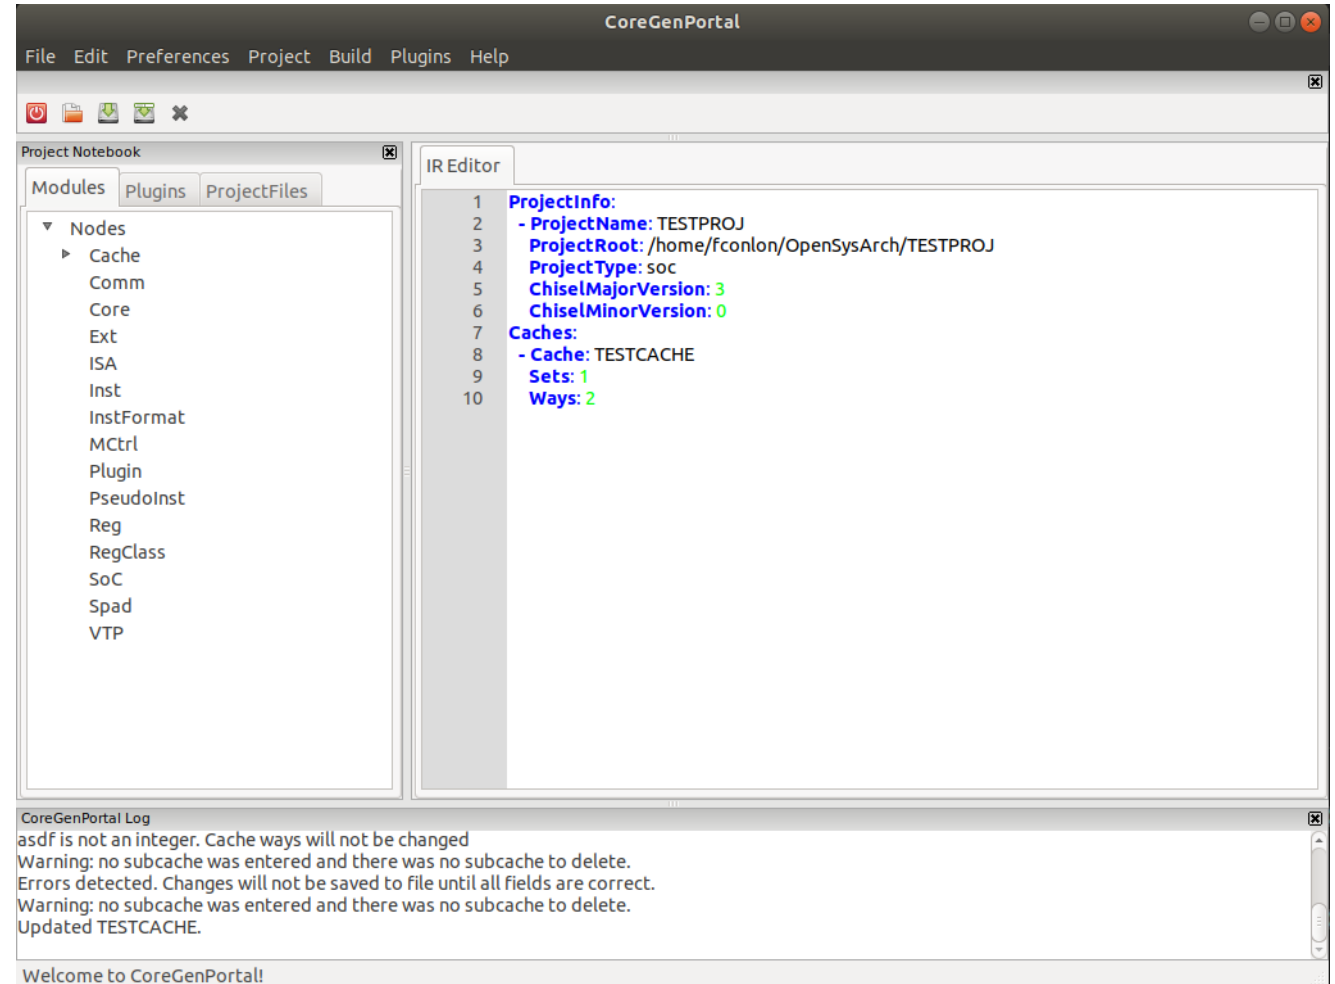 CoreGenPortal
File Edit Preferences Project Build Plugins Help
Project Notebook
Modules Plugins ProjectFiles
Nodes
Cache
Comm
Core
Ext
ISA
Inst
InstFormat
MCtrl
Plugin
PseudoInst
Reg
RegClass
SoC
Spad
VTP
IR Editor
1 ProjectInfo:
2 - ProjectName: TESTPROJ
3 ProjectRoot: /home/fconlon/OpenSysArch/TESTPROJ
4 ProjectType: soc
5 ChiselMajorVersion: 3
6 ChiselMinorVersion: 0
7 Caches:
8 - Cache: TESTCACHE
9 Sets: 1
10 Ways: 2
CoreGenPortal Log
asdf is not an integer. Cache ways will not be changed
Warning: no subcache was entered and there was no subcache to delete.
Errors detected. Changes will not be saved to file until all fields are correct.
Warning: no subcache was entered and there was no subcache to delete.
Updated TESTCACHE.
Welcome to CoreGenPortal!